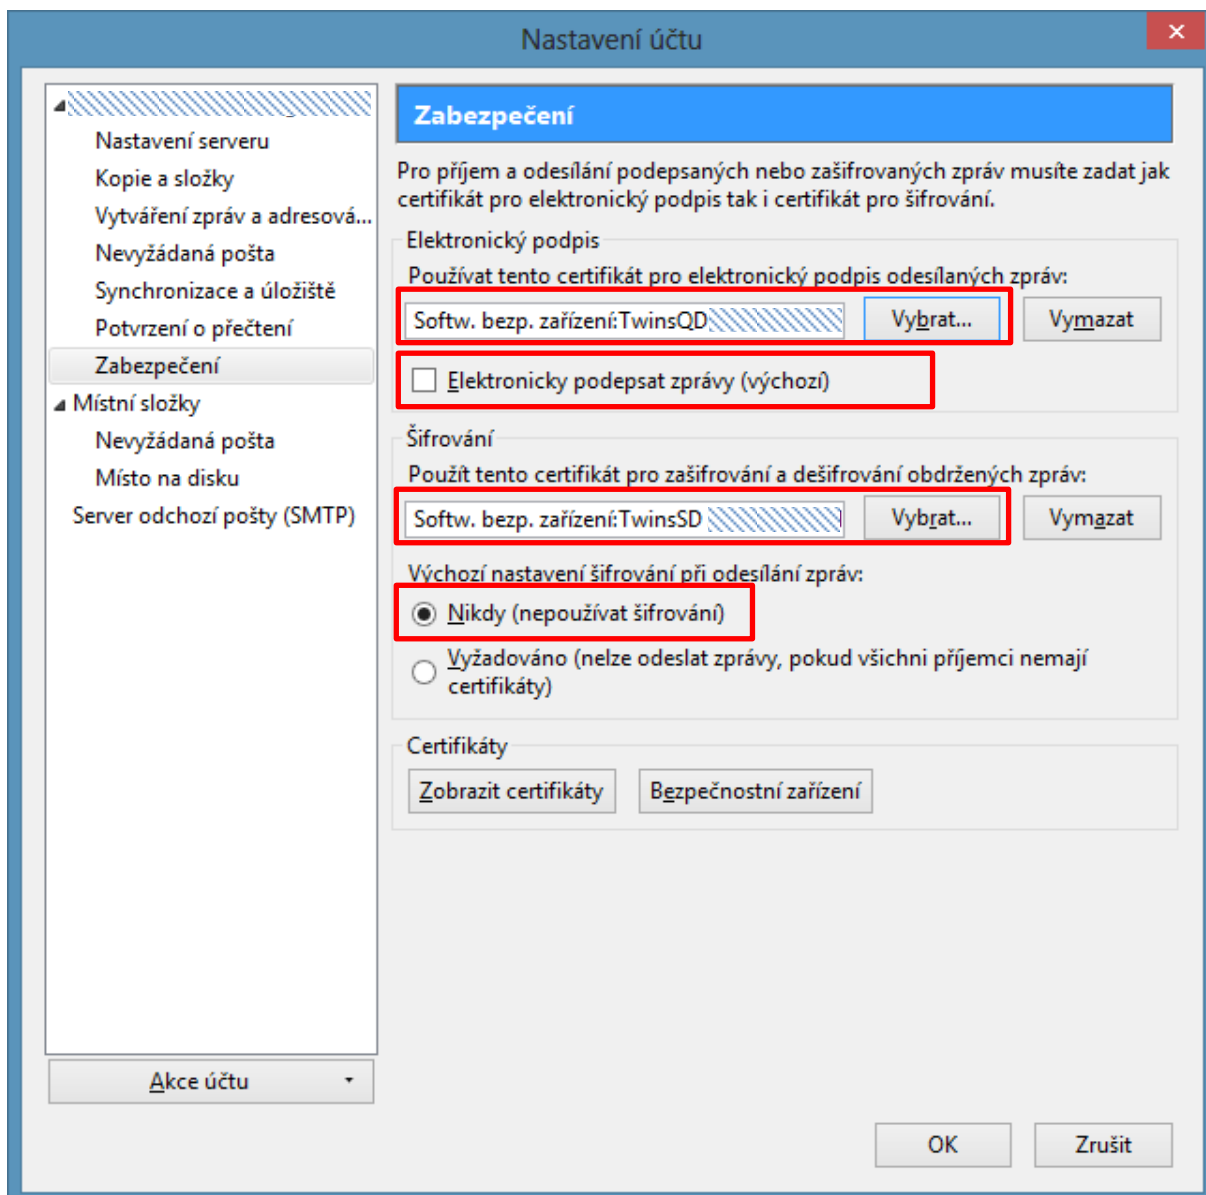 Nastavení účtu
Nastavení serveru
Kopie a složky
Vytváření zpráv a adresová...
Nevyžádaná pošta
Synchronizace a úložiště
Potvrzení o přečtení
Zabezpečení
Místní složky
Nevyžádaná pošta
Místo na disku
Server odchozí pošty (SMTP)
Akce účtu
Zabezpečení
Pro příjem a odesílání podepsaných nebo zašifrovaných zpráv musíte zadat jak
certifikát pro elektronický podpis tak i certifikát pro šifrování.
Elektronický podpis
Používat tento certifikát pro elektronický podpis odesílaných zpráv:
Softw. bezp. zařízení:TwinsQD Vybrat... Vymazat
Elektronicky podepsat zprávy (výchozí)
Šifrování
Použít tento certifikát pro zašifrování a dešifrování obdržených zpráv:
Softw. bezp. zařízení:TwinsSD Vybrat... Vymazat
Výchozí nastavení šifrování při odesílání zpráv:
Nikdy (nepoužívat šifrování)
Vyžadováno (nelze odeslat zprávy, pokud všichni příjemci nemají
certifikáty)
Certifikáty
Zobrazit certifikáty Bezpečnostní zařízení
OK Zrušit